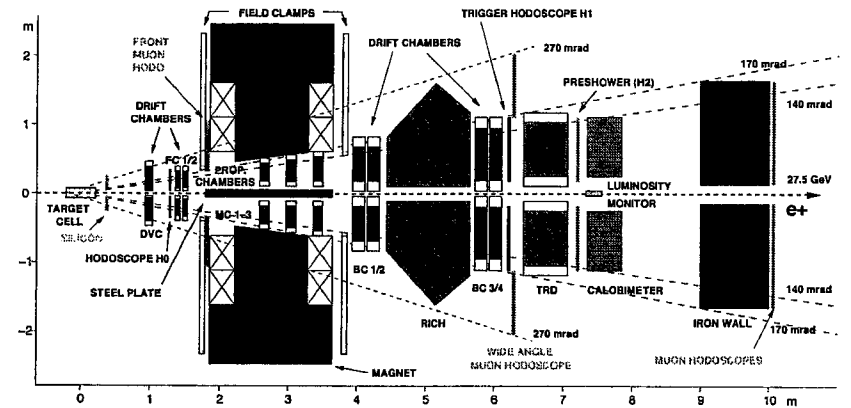 m
FIELD CLAMPS
TRIGGER HODOSCOPE H1
FRONT
MUON
HODO
DRIFT CHAMBERS
270 mrad
170 mrad
2
PRESHOWER (H2)
DRIFT
CHAMBERS
140 mrad
1
FC 1/2
PROP.
CHAMBERS
27.5 GeV
0
LUMINOSITY
TARGET
CELL
MONITOR
e+
SILICON
MC 1-3
DVC
HODOSCOPE H0
-1
BC 1/2
BC 3/4
TRD
CALORIMETER
STEEL PLATE
140 mrad
RICH
IRON WALL
270 mrad
170 mrad
-2
WIDE ANGLE
MUON HODOSCOPE
MUON HODOSCOPES
MAGNET
0 1 2 3 4 5 6 7 8 9 10 m